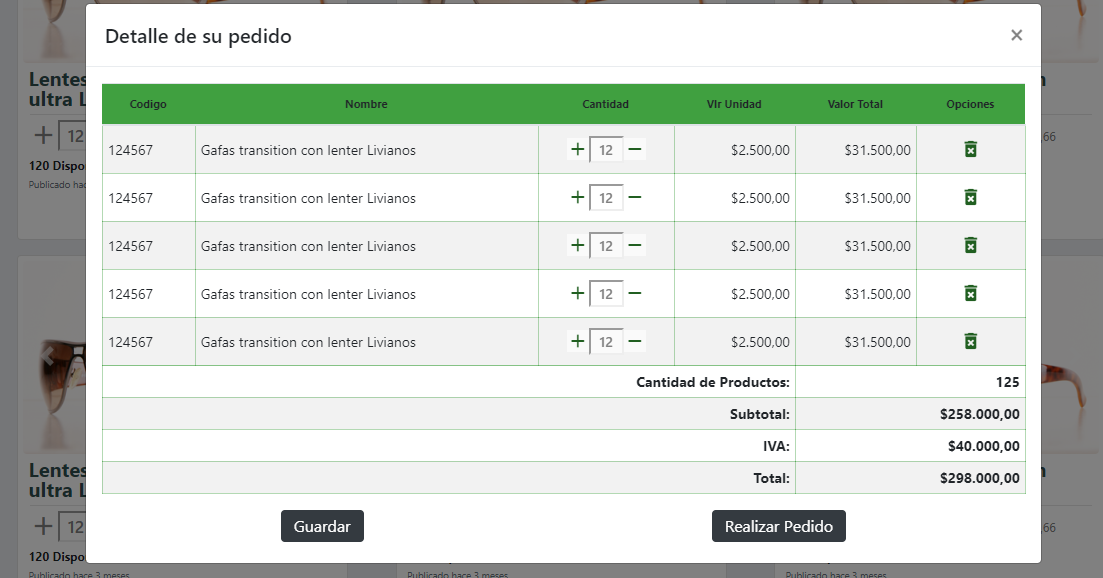 Detalle de su pedido ×
Codigo Nombre Cantidad Vlr Unidad Valor Total Opciones
124567 Gafas transition con lenter Livianos + 12 − $2.500,00 $31.500,00
124567 Gafas transition con lenter Livianos + 12 − $2.500,00 $31.500,00
124567 Gafas transition con lenter Livianos + 12 − $2.500,00 $31.500,00
124567 Gafas transition con lenter Livianos + 12 − $2.500,00 $31.500,00
124567 Gafas transition con lenter Livianos + 12 − $2.500,00 $31.500,00
Cantidad de Productos: 125
Subtotal: $258.000,00
IVA: $40.000,00
Total: $298.000,00
Guardar Realizar Pedido
Lentes
ultra L
+ 12
120 Dispo
Publicado hac
66
Lentes
ultra L
+ 12
120 Dispo
Publicado hace 3 meses
Publicado hace 3 meses
Publicado hace 3 meses
66